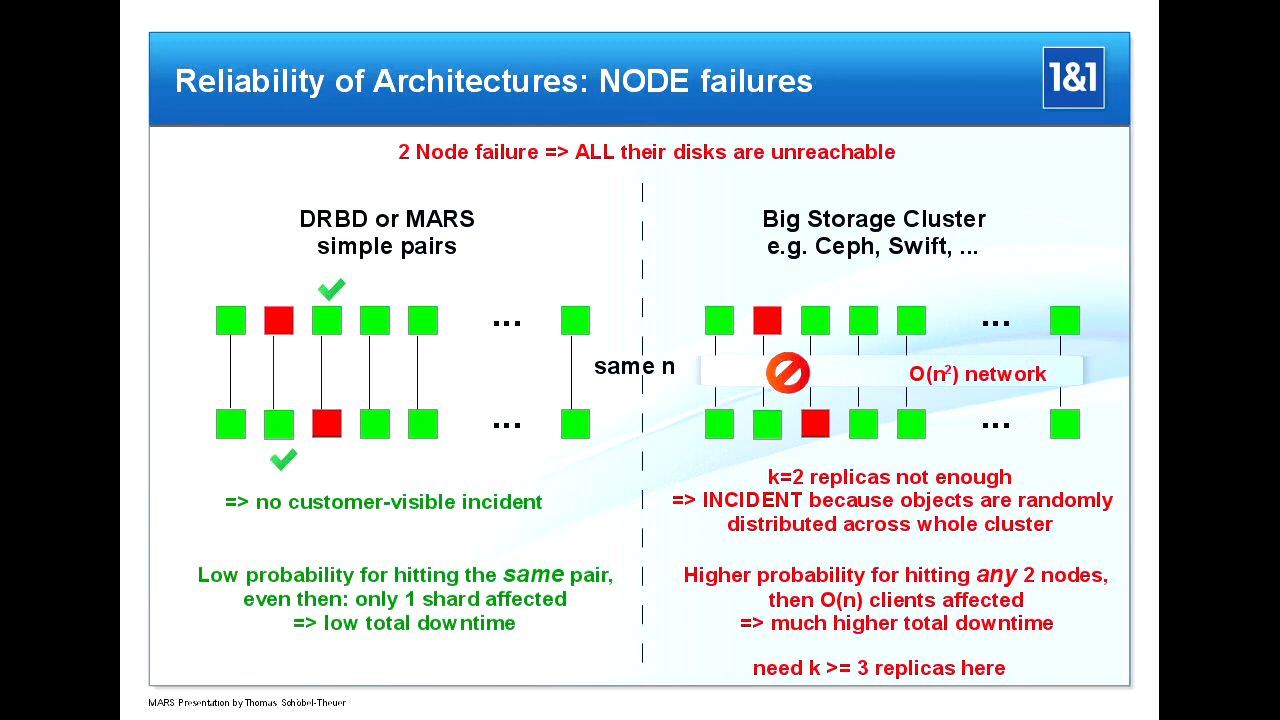 Reliability of Architectures: NODE failures
1&1
2 Node failure => ALL their disks are unreachable
DRBD or MARS
simple pairs
Big Storage Cluster
e.g. Ceph, Swift, ...
...
...
same n
O(n²) network
...
...
=> no customer-visible incident
k=2 replicas not enough
=> INCIDENT because objects are randomly
distributed across whole cluster
Low probability for hitting the same pair,
even then: only 1 shard affected
=> low total downtime
Higher probability for hitting any 2 nodes,
then O(n) clients affected
=> much higher total downtime
need k >= 3 replicas here
MARS Presentation by Thomas Schöbel-Theuer